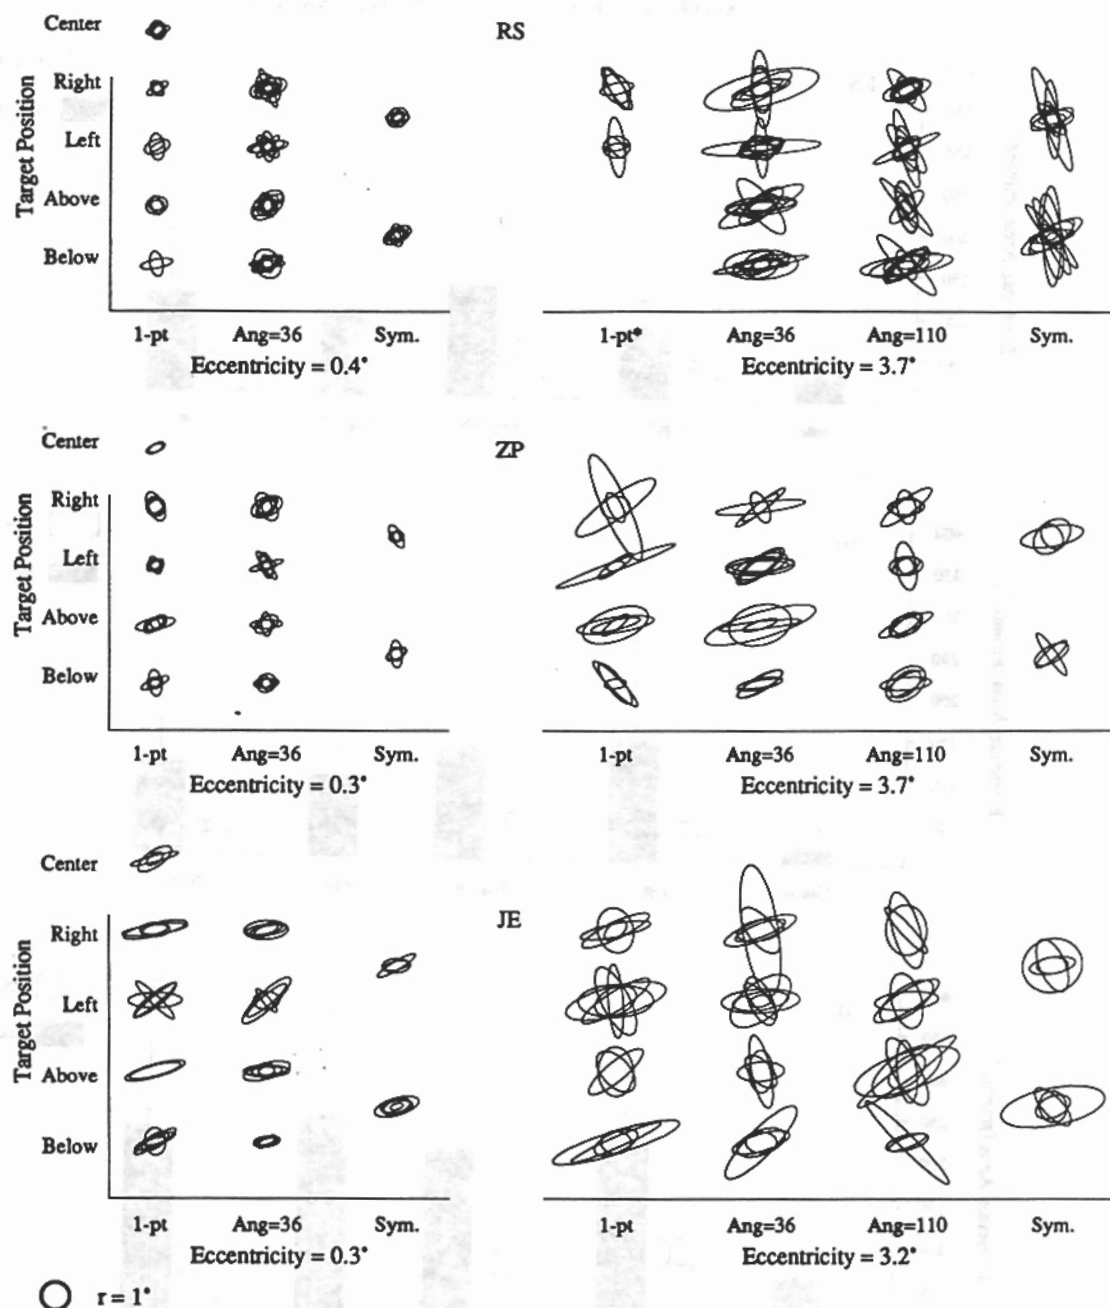 Center
RS
Target Position
Right
Left
Above
Below
1-pt Ang=36 Sym.
Eccentricity = 0.4°
1-pt* Ang=36 Ang=110 Sym.
Eccentricity = 3.7°
Center
ZP
Target Position
Right
Left
Above
Below
1-pt Ang=36 Sym.
Eccentricity = 0.3°
1-pt Ang=36 Ang=110 Sym.
Eccentricity = 3.7°
Center
JE
Target Position
Right
Left
Above
Below
1-pt Ang=36 Sym.
Eccentricity = 0.3°
1-pt Ang=36 Ang=110 Sym.
Eccentricity = 3.2°
r = 1°